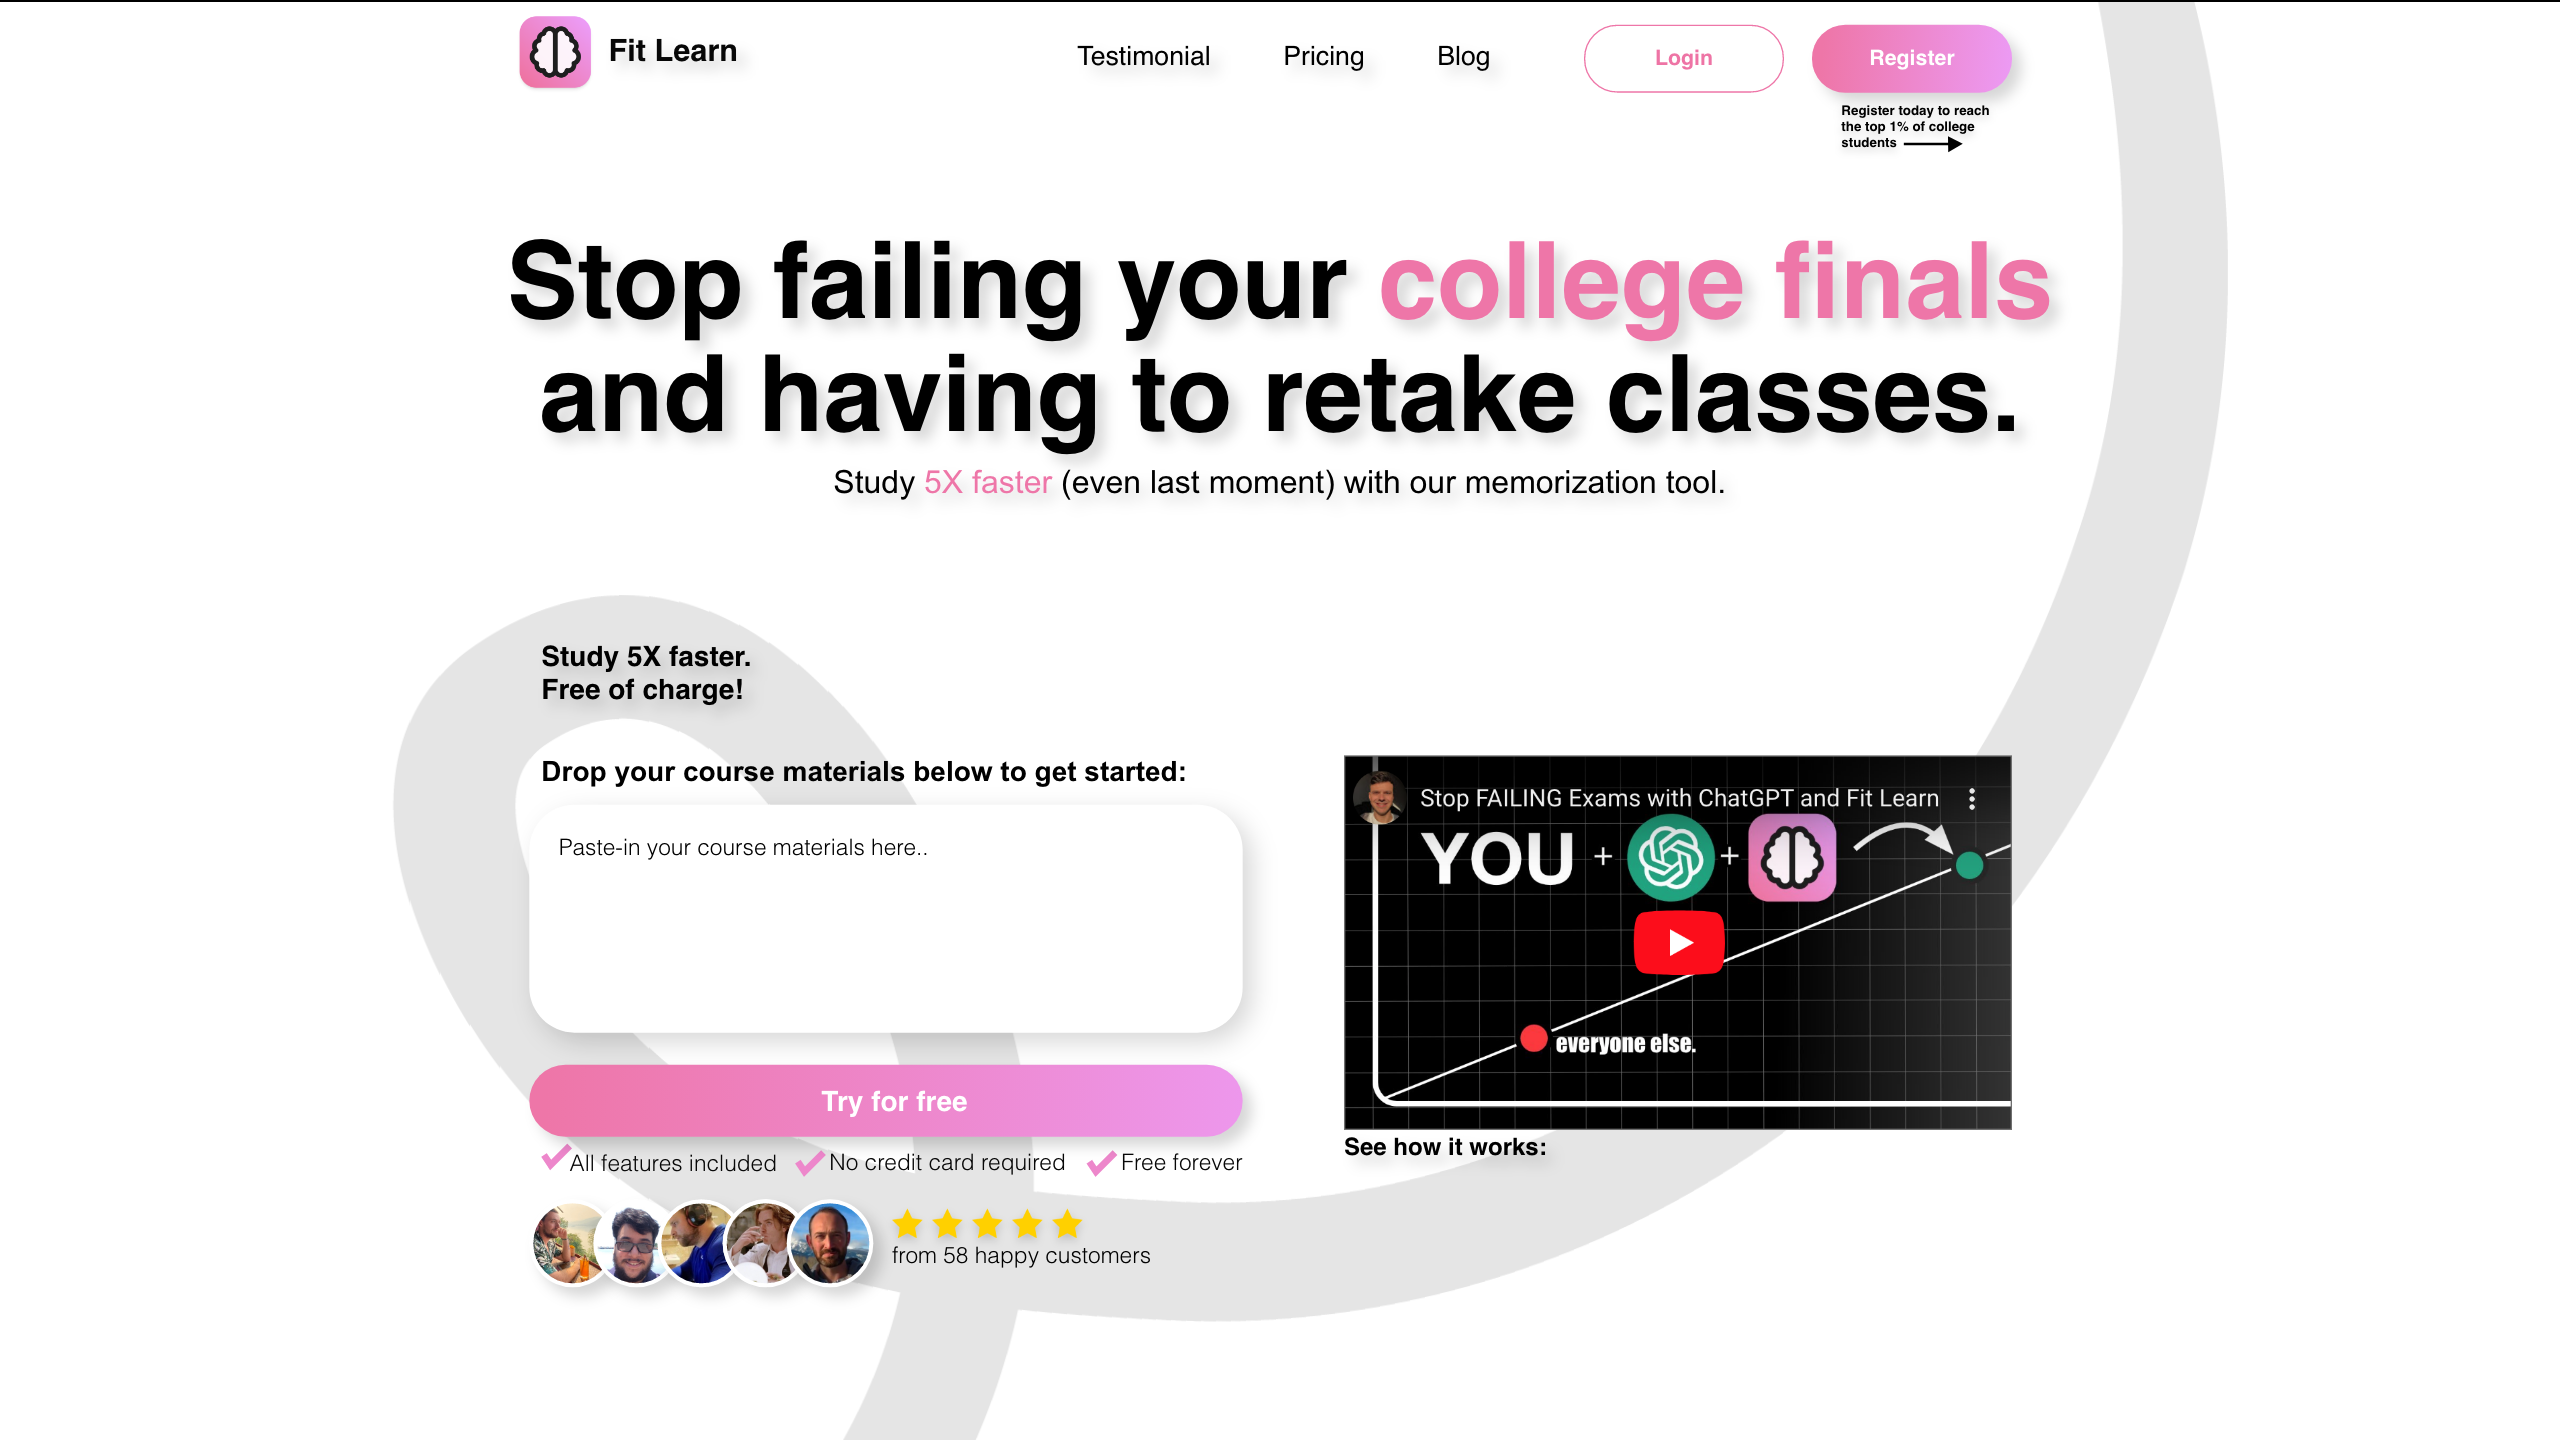 Fit Learn
Testimonial
Pricing
Blog
Login
Register
Register today to reach
the top 1% of college
students
Stop failing your college finals
and having to retake classes.
Study 5X faster (even last moment) with our memorization tool.
Study 5X faster.
Free of charge!
Drop your course materials below to get started:
Paste-in your course materials here..
Try for free
All features included
No credit card required
Free forever
from 58 happy customers
Stop FAILING Exams with ChatGPT and Fit Learn
YOU + +
everyone else.
See how it works: